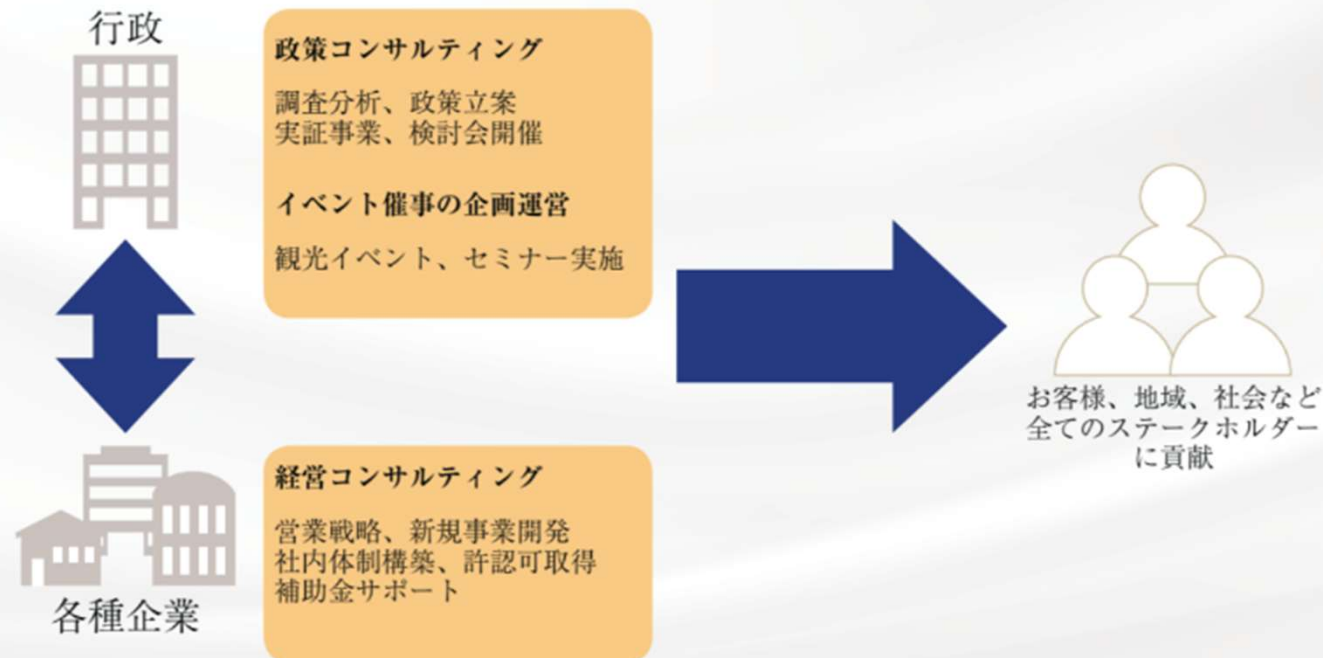 行政
政策コンサルティング
調査分析、政策立案
実証事業、検討会開催
イベント催事の企画運営
観光イベント、セミナー実施
各種企業
経営コンサルティング
営業戦略、新規事業開発
社内体制構築、許認可取得
補助金サポート
お客様、地域、社会など
全てのステークホルダー
に貢献